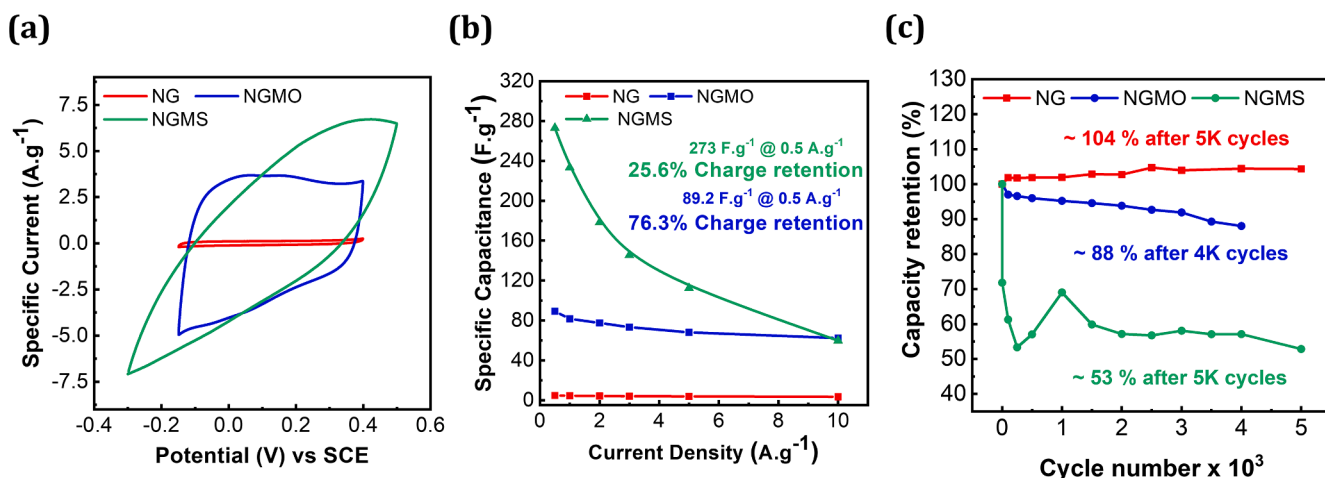 (a)
NG NGMO
NGMS
7.5
5.0
2.5
0.0
-2.5
-5.0
-7.5
-0.4 -0.2 0.0 0.2 0.4 0.6
Specific Current (A.g⁻¹)
Potential (V) vs SCE
(b)
NG NGMO
NGMS
273 F.g⁻¹ @ 0.5 A.g⁻¹
25.6% Charge retention
89.2 F.g⁻¹ @ 0.5 A.g⁻¹
76.3% Charge retention
320
280
240
200
160
120
80
40
0
0 2 4 6 8 10
Specific Capacitance (F.g⁻¹)
Current Density (A.g⁻¹)
(c)
NG NGMO NGMS
~ 104 % after 5K cycles
~ 88 % after 4K cycles
~ 53 % after 5K cycles
130
120
110
100
90
80
70
60
50
40
0 1 2 3 4 5
Capacity retention (%)
Cycle number x 10³